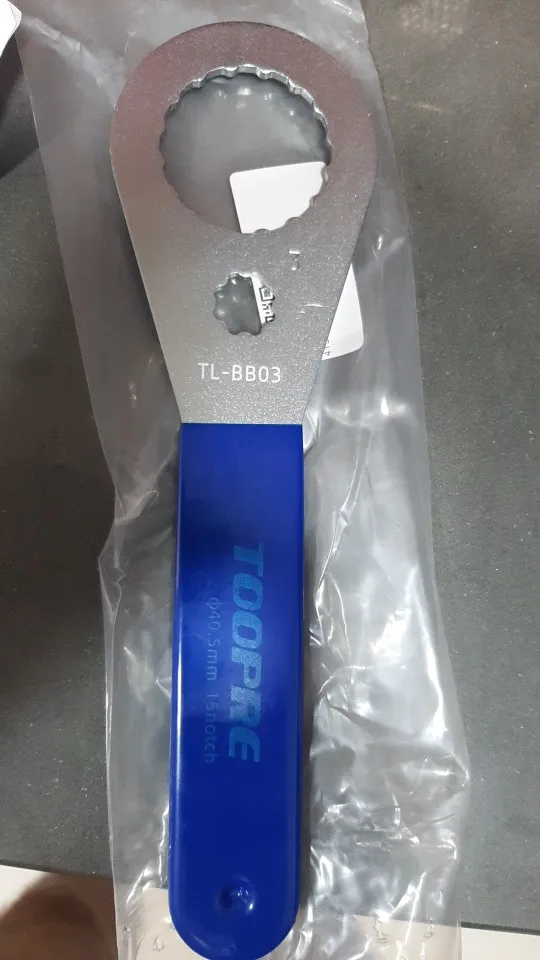 TL-BB03
TOOPRE
ϕ40.5mm 16notch